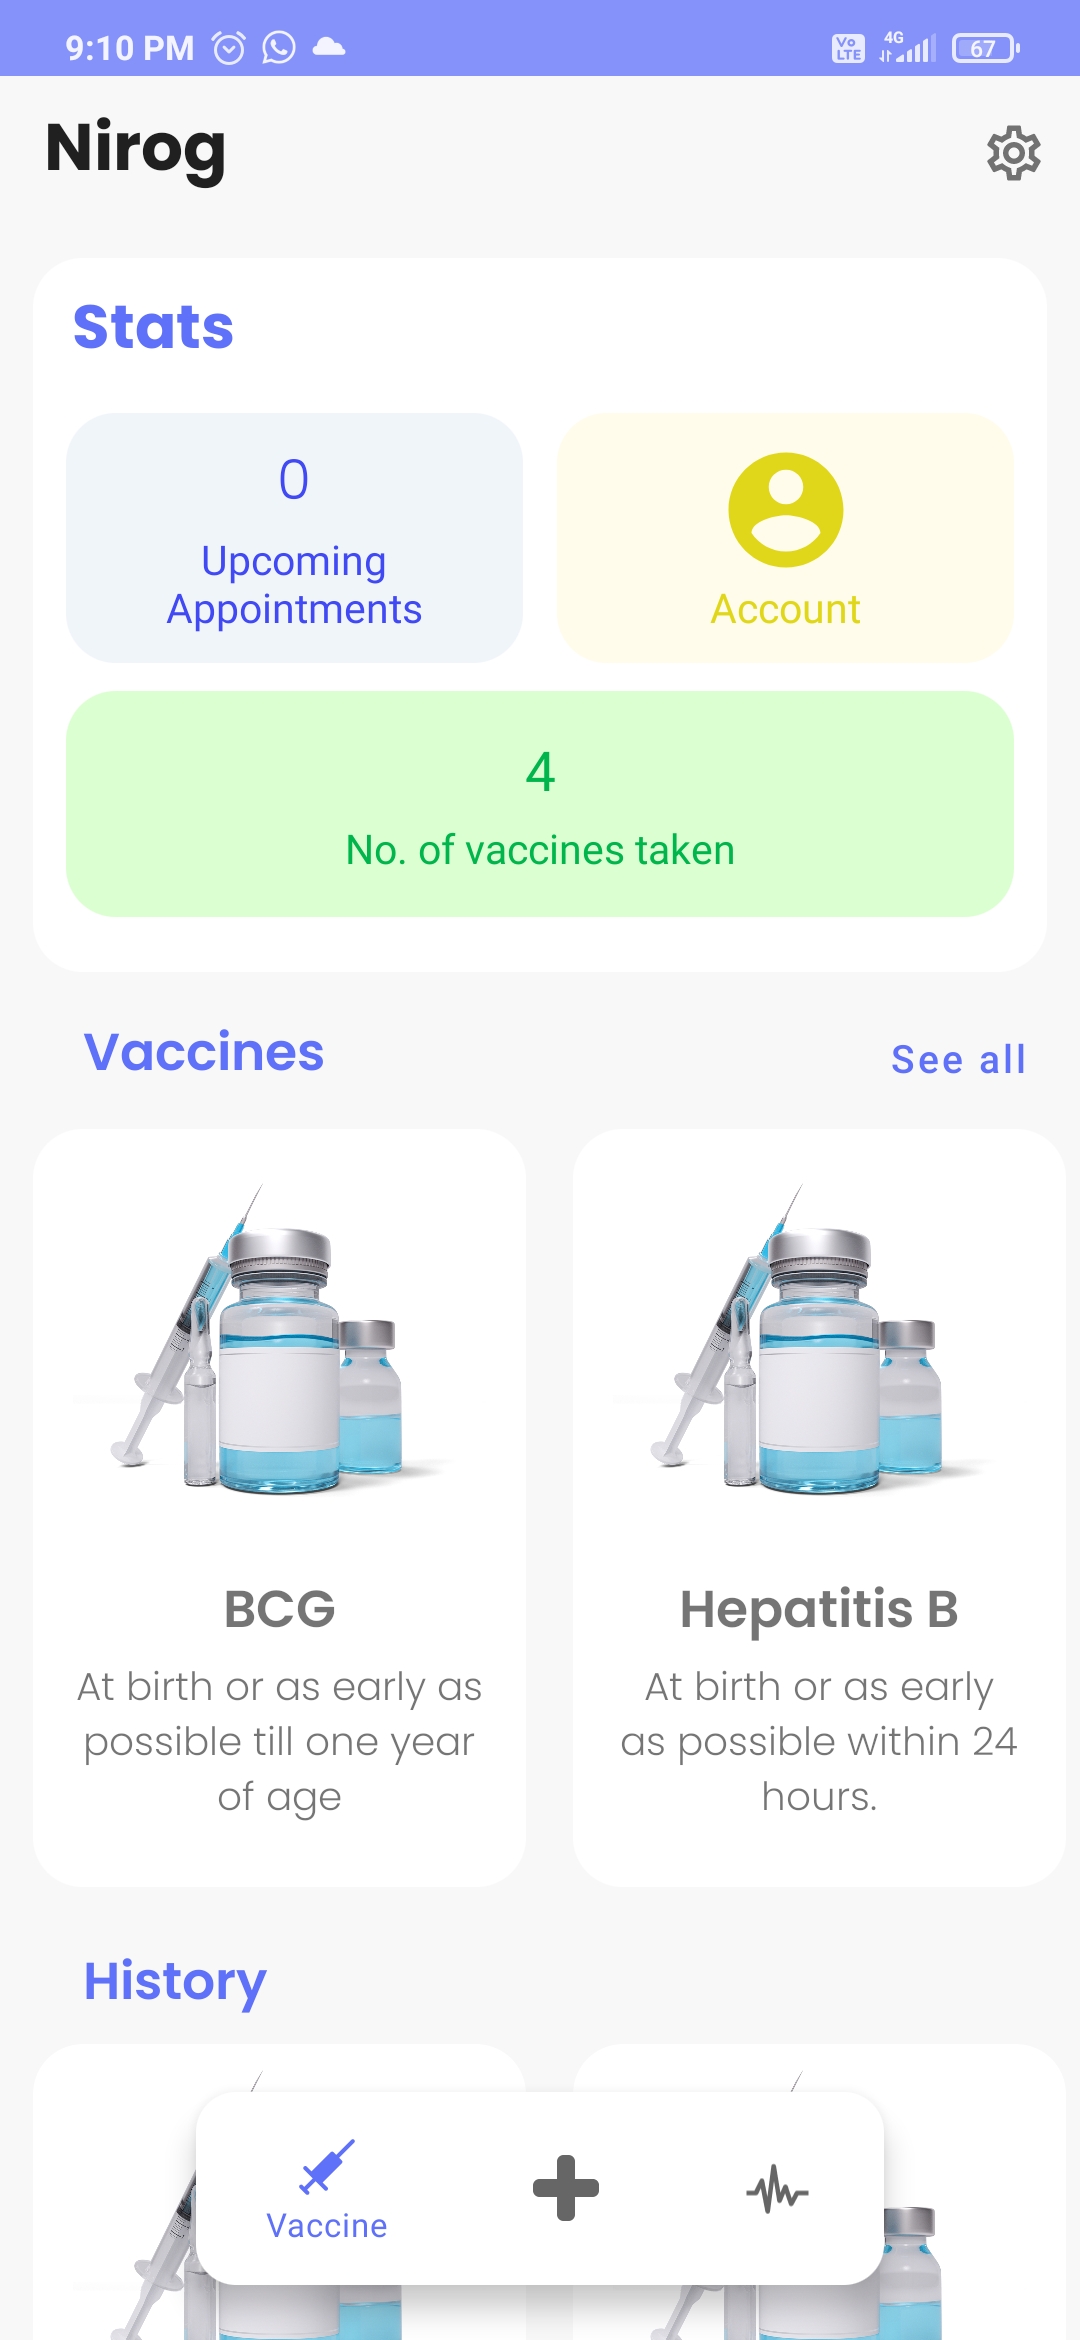 9:10 PM
Vo
LTE
4G
67
Nirog
Stats
0
Upcoming
Appointments
Account
4
No. of vaccines taken
Vaccines
See all
BCG
At birth or as early as
possible till one year
of age
Hepatitis B
At birth or as early
as possible within 24
hours.
History
Vaccine